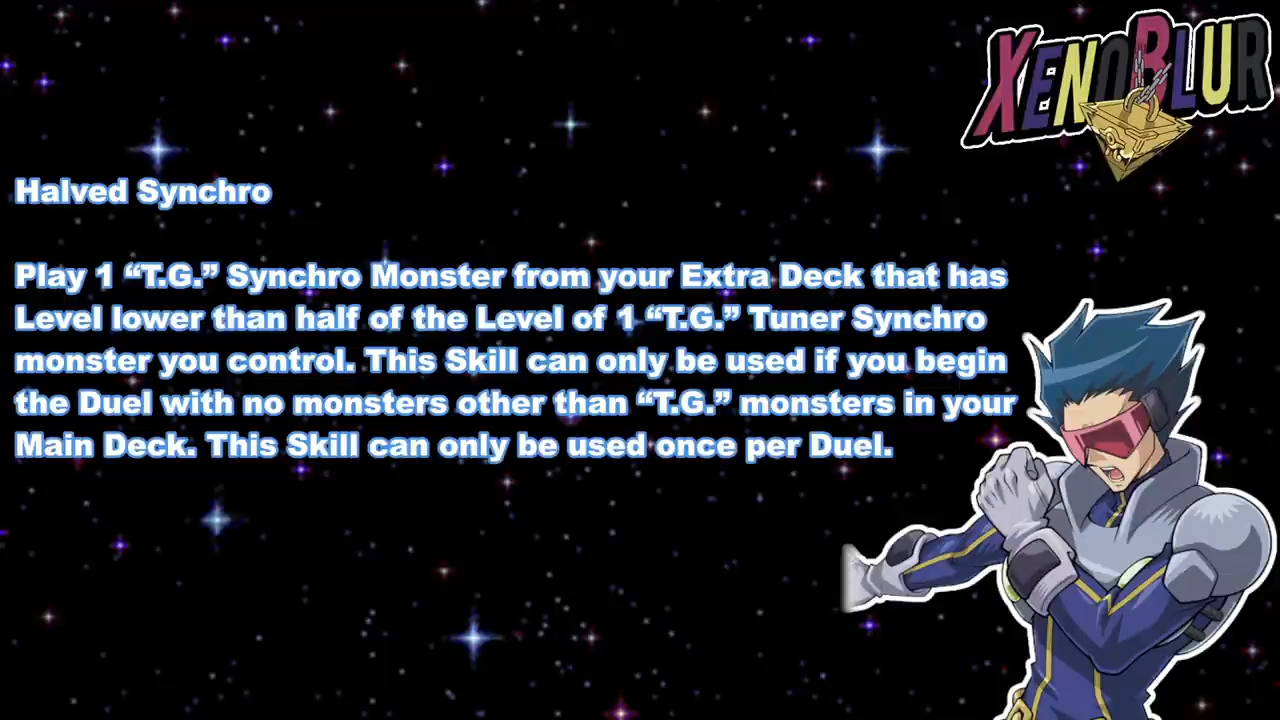 XENOBLUR
Halved Synchro
Play 1 “T.G.” Synchro Monster from your Extra Deck that has
Level lower than half of the Level of 1 “T.G.” Tuner Synchro
monster you control. This Skill can only be used if you begin
the Duel with no monsters other than “T.G.” monsters in your
Main Deck. This Skill can only be used once per Duel.